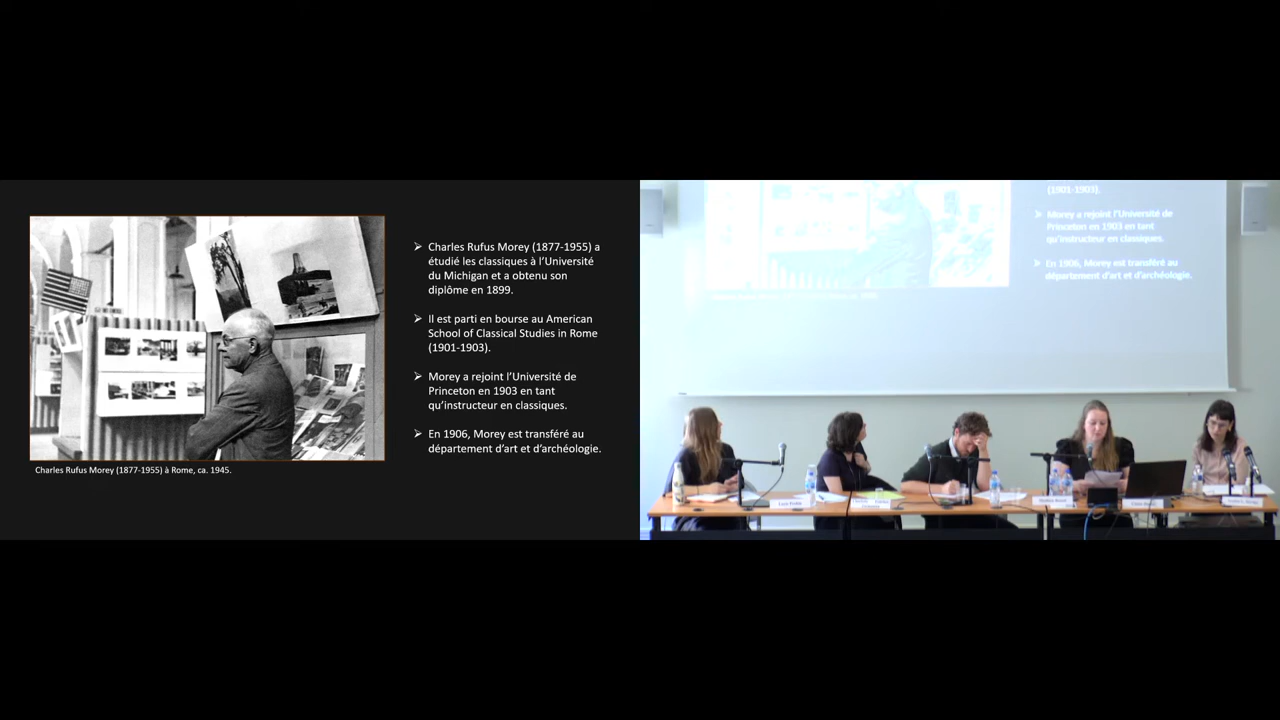 Charles Rufus Morey (1877-1955) a
étudié les classiques à l'Université
du Michigan et a obtenu son
diplôme en 1899.
Il est parti en bourse au American
School of Classical Studies in Rome
(1901-1903).
Morey a rejoint l'Université de
Princeton en 1903 en tant
qu'instructeur en classiques.
En 1906, Morey est transféré au
département d'art et d'archéologie.
Charles Rufus Morey (1877-1955) à Rome, ca. 1945.
(1901-1903).
Morey a rejoint l'Université de
Princeton en 1903 en tant
qu'instructeur en classiques.
En 1906, Morey est transféré au
département d'art et d'archéologie.